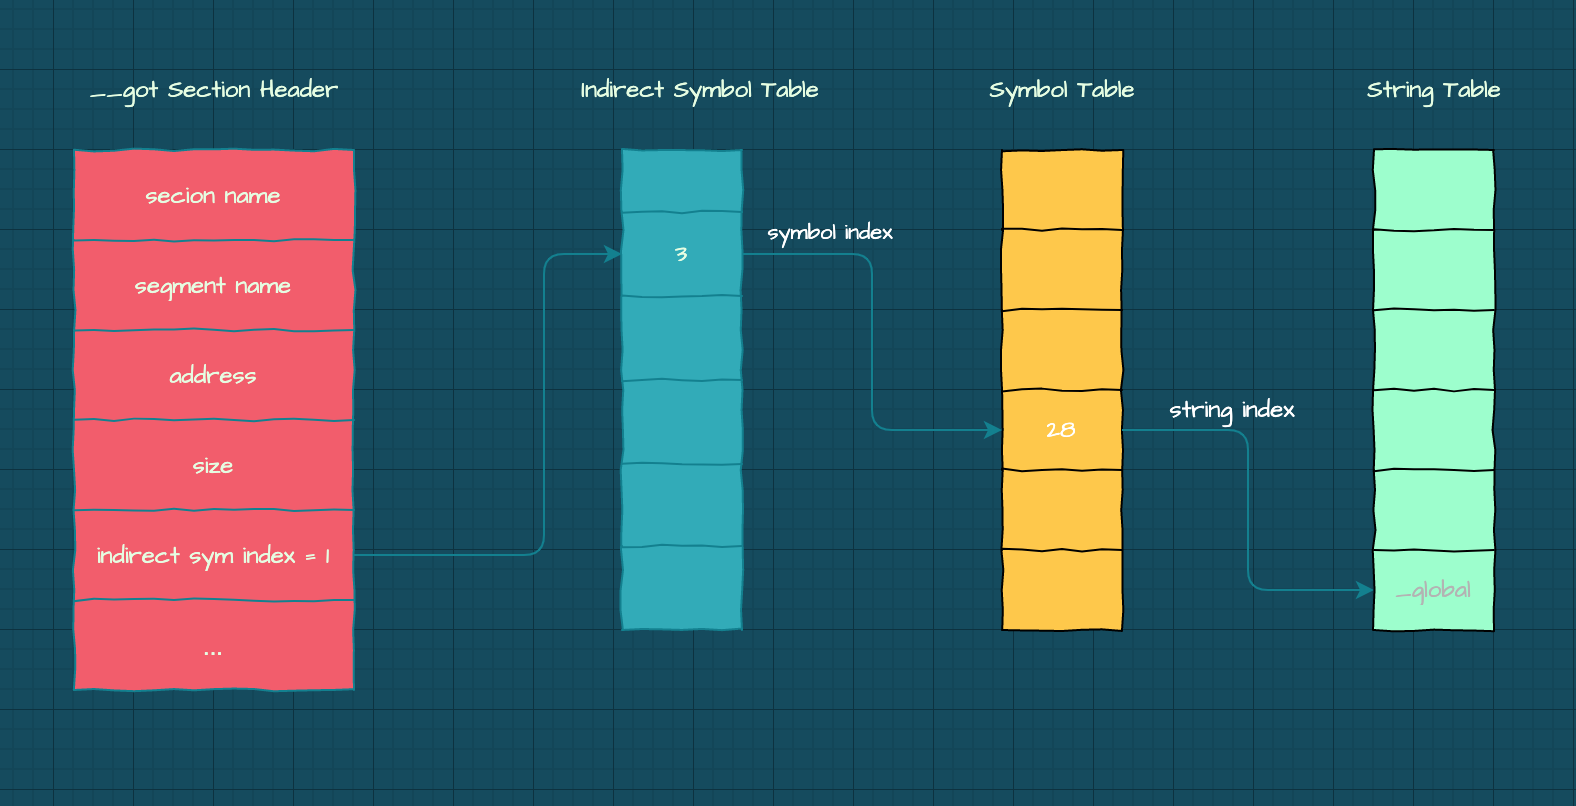 __got Section Header
Indirect Symbol Table
Symbol Table
String Table
secion name
segment name
address
size
indirect sym index = 1
...
3
symbol index
28
string index
_global